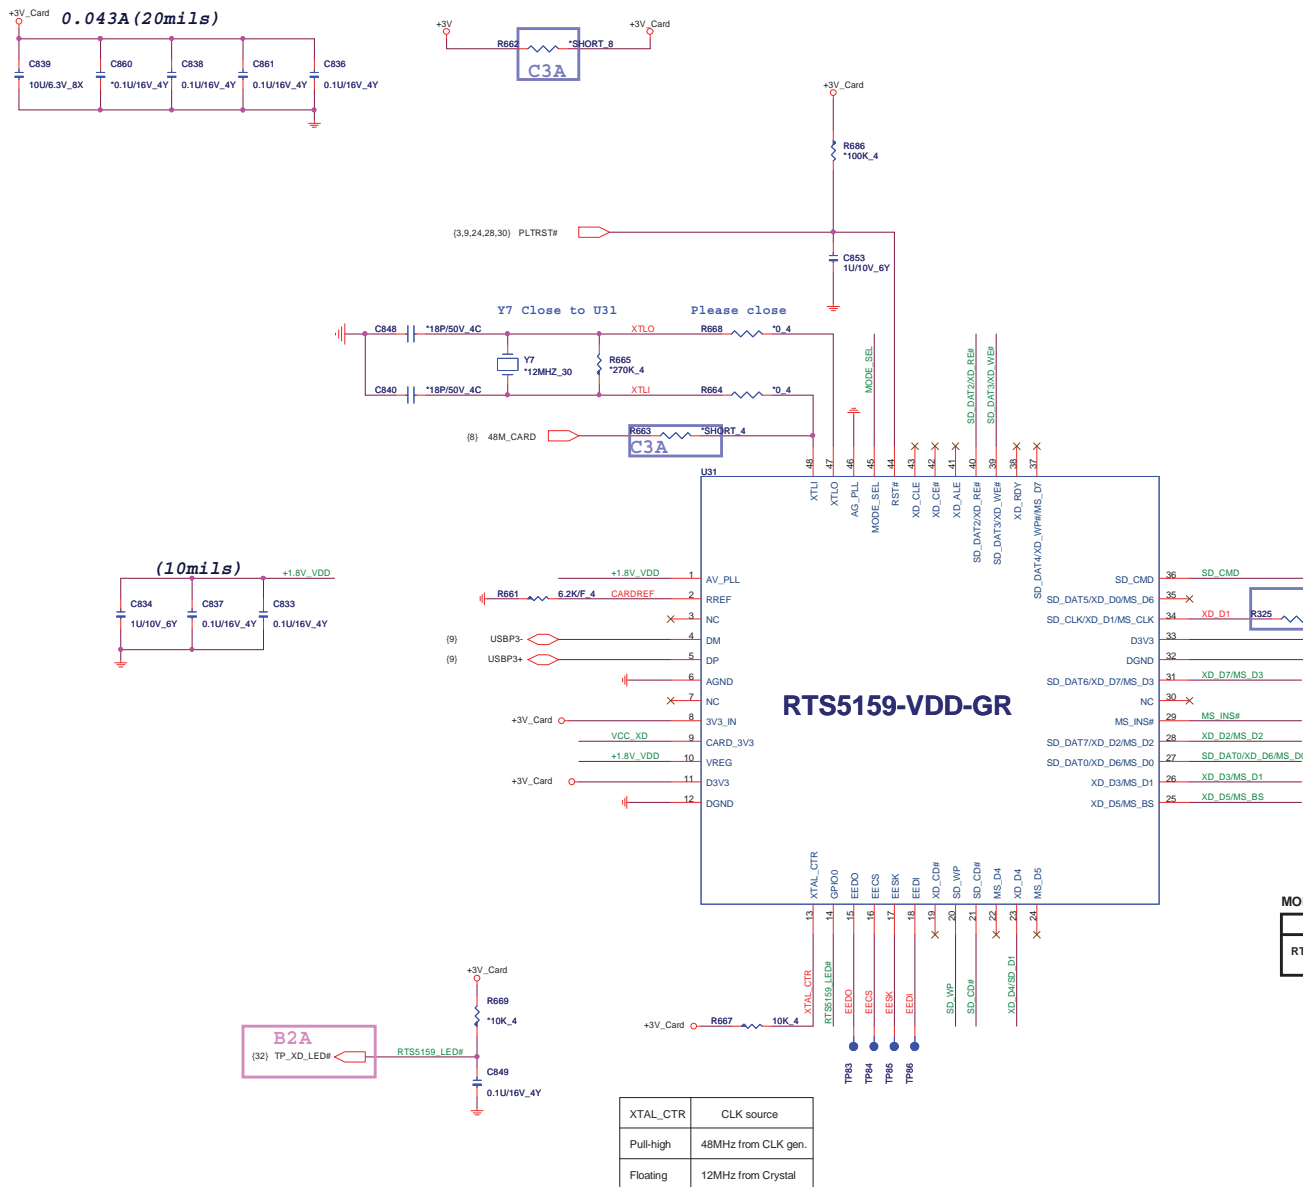 +3V_Card 0.043A(20mils)
C839 C860 C838 C861 C836
10U/6.3V_8X *0.1U/16V_4Y 0.1U/16V_4Y 0.1U/16V_4Y 0.1U/16V_4Y
+3V +3V_Card
R662 *SHORT_8
C3A
+3V_Card
R686
*100K_4
{3,9,24,28,30} PLTRST#
C853
1U/10V_6Y
Y7 Close to U31 Please close
C848 *18P/50V_4C XTLO R668 *0_4
Y7
*12MHZ_30
R665
*270K_4
C840 *18P/50V_4C XTLI R664 *0_4
{8} 48M_CARD R663 *SHORT_4
C3A
MODE_SEL
SD_DAT2/XD_RE#
SD_DAT3/XD_WE#
48 47 46 45 44 43 42 41 40 39 38 37
U31
XTLI
XTLO
AG_PLL
MODE_SEL
RST#
XD_CLE
XD_CE#
XD_ALE
SD_DAT2/XD_RE#
SD_DAT3/XD_WE#
XD_RDY
SD_DAT4/XD_WP#/MS_D7
(10mils)
+1.8V_VDD
C834 C837 C833
1U/10V_6Y 0.1U/16V_4Y 0.1U/16V_4Y
+1.8V_VDD 1 AV_PLL
R661 6.2K/F_4 CARDREF 2 RREF
3 NC
{9} USBP3- 4 DM
{9} USBP3+ 5 DP
6 AGND
7 NC
+3V_Card 8 3V3_IN
VCC_XD 9 CARD_3V3
+1.8V_VDD 10 VREG
+3V_Card 11 D3V3
12 DGND
RTS5159-VDD-GR
SD_CMD 36 SD_CMD
SD_DAT5/XD_D0/MS_D6 35
SD_CLK/XD_D1/MS_CLK 34 XD_D1 R325
D3V3 33
DGND 32
SD_DAT6/XD_D7/MS_D3 31 XD_D7/MS_D3
NC 30
MS_INS# 29 MS_INS#
SD_DAT7/XD_D2/MS_D2 28 XD_D2/MS_D2
SD_DAT0/XD_D6/MS_D0 27 SD_DAT0/XD_D6/MS_D0
XD_D3/MS_D1 26 XD_D3/MS_D1
XD_D5/MS_BS 25 XD_D5/MS_BS
XTAL_CTR
GPIO0
EEDO
EECS
EESK
EEDI
XD_CD#
SD_WP
SD_CD#
MS_D4
XD_D4
MS_D5
13 14 15 16 17 18 19 20 21 22 23 24
XTAL_CTR
RTS5159_LED#
EEDO
EECS
EESK
EEDI
SD_WP
SD_CD#
XD_D4/SD_D1
MO
RT
+3V_Card
R669
*10K_4
+3V_Card R667 10K_4
B2A
{32} TP_XD_LED# RTS5159_LED#
C849
0.1U/16V_4Y
TP83
TP84
TP85
TP86
XTAL_CTR CLK source
Pull-high 48MHz from CLK gen.
Floating 12MHz from Crystal